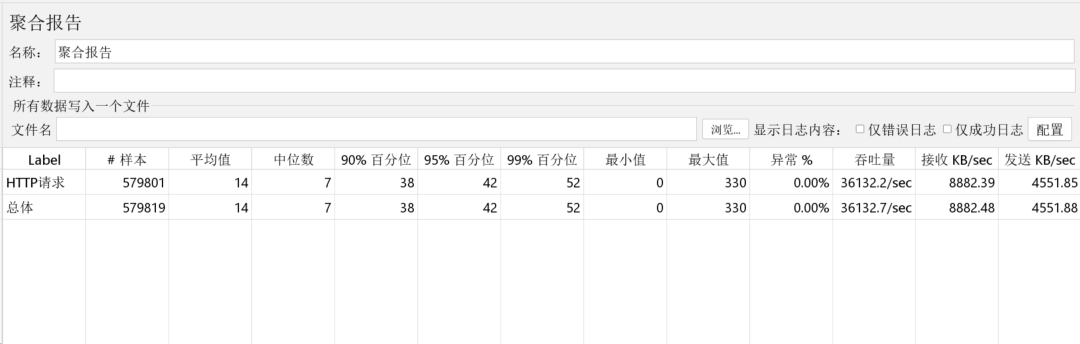 聚合报告
名称： 聚合报告
注释：
所有数据写入一个文件
文件名 浏览... 显示日志内容： 仅错误日志 仅成功日志 配置
Label # 样本 平均值 中位数 90% 百分位 95% 百分位 99% 百分位 最小值 最大值 异常 % 吞吐量 接收 KB/sec 发送 KB/sec
HTTP请求 579801 14 7 38 42 52 0 330 0.00% 36132.2/sec 8882.39 4551.85
总体 579819 14 7 38 42 52 0 330 0.00% 36132.7/sec 8882.48 4551.88